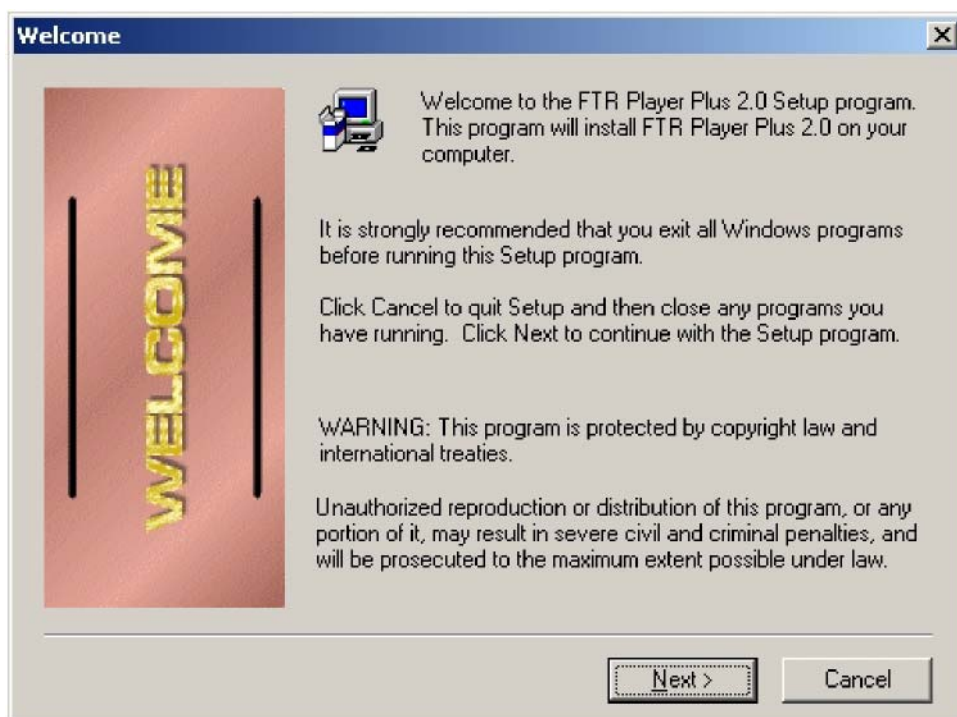 Welcome
WELCOME
Welcome to the FTR Player Plus 2.0 Setup program.
This program will install FTR Player Plus 2.0 on your
computer.
It is strongly recommended that you exit all Windows programs
before running this Setup program.
Click Cancel to quit Setup and then close any programs you
have running. Click Next to continue with the Setup program.
WARNING: This program is protected by copyright law and
international treaties.
Unauthorized reproduction or distribution of this program, or any
portion of it, may result in severe civil and criminal penalties, and
will be prosecuted to the maximum extent possible under law.
Next >
Cancel